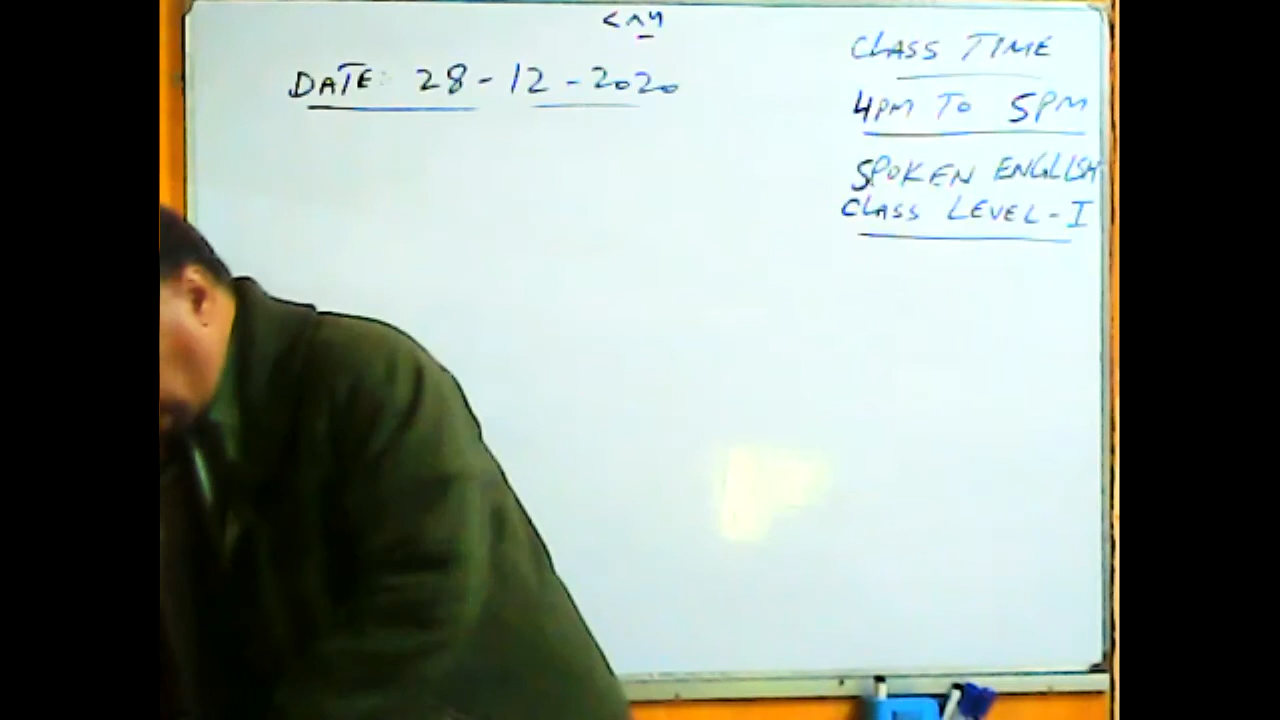 DATE: 28-12-2020
CLASS TIME
4PM TO 5PM
SPOKEN ENGLISH
CLASS LEVEL-I